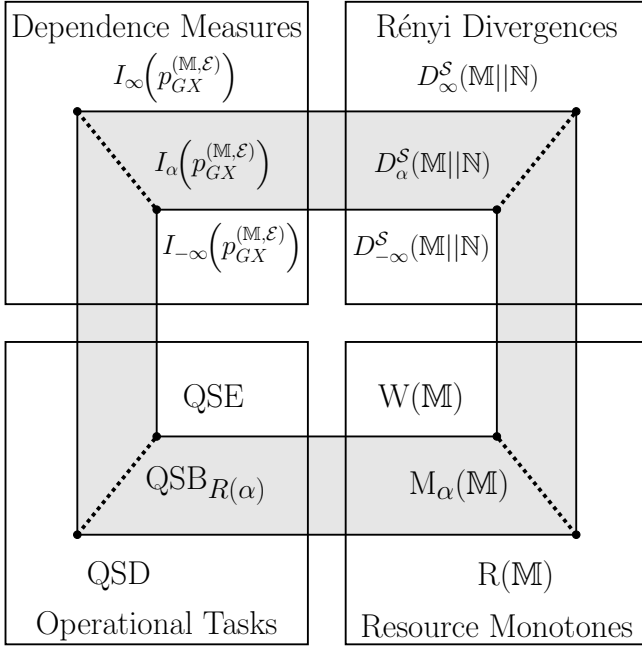 Dependence Measures
I_∞(p_{GX}^{(𝕄,ℰ)})
I_α(p_{GX}^{(𝕄,ℰ)})
I_{-∞}(p_{GX}^{(𝕄,ℰ)})
Rényi Divergences
D_∞^𝒮(𝕄||ℕ)
D_α^𝒮(𝕄||ℕ)
D_{-∞}^𝒮(𝕄||ℕ)
QSE
QSB_{R(α)}
QSD
Operational Tasks
W(𝕄)
M_α(𝕄)
R(𝕄)
Resource Monotones